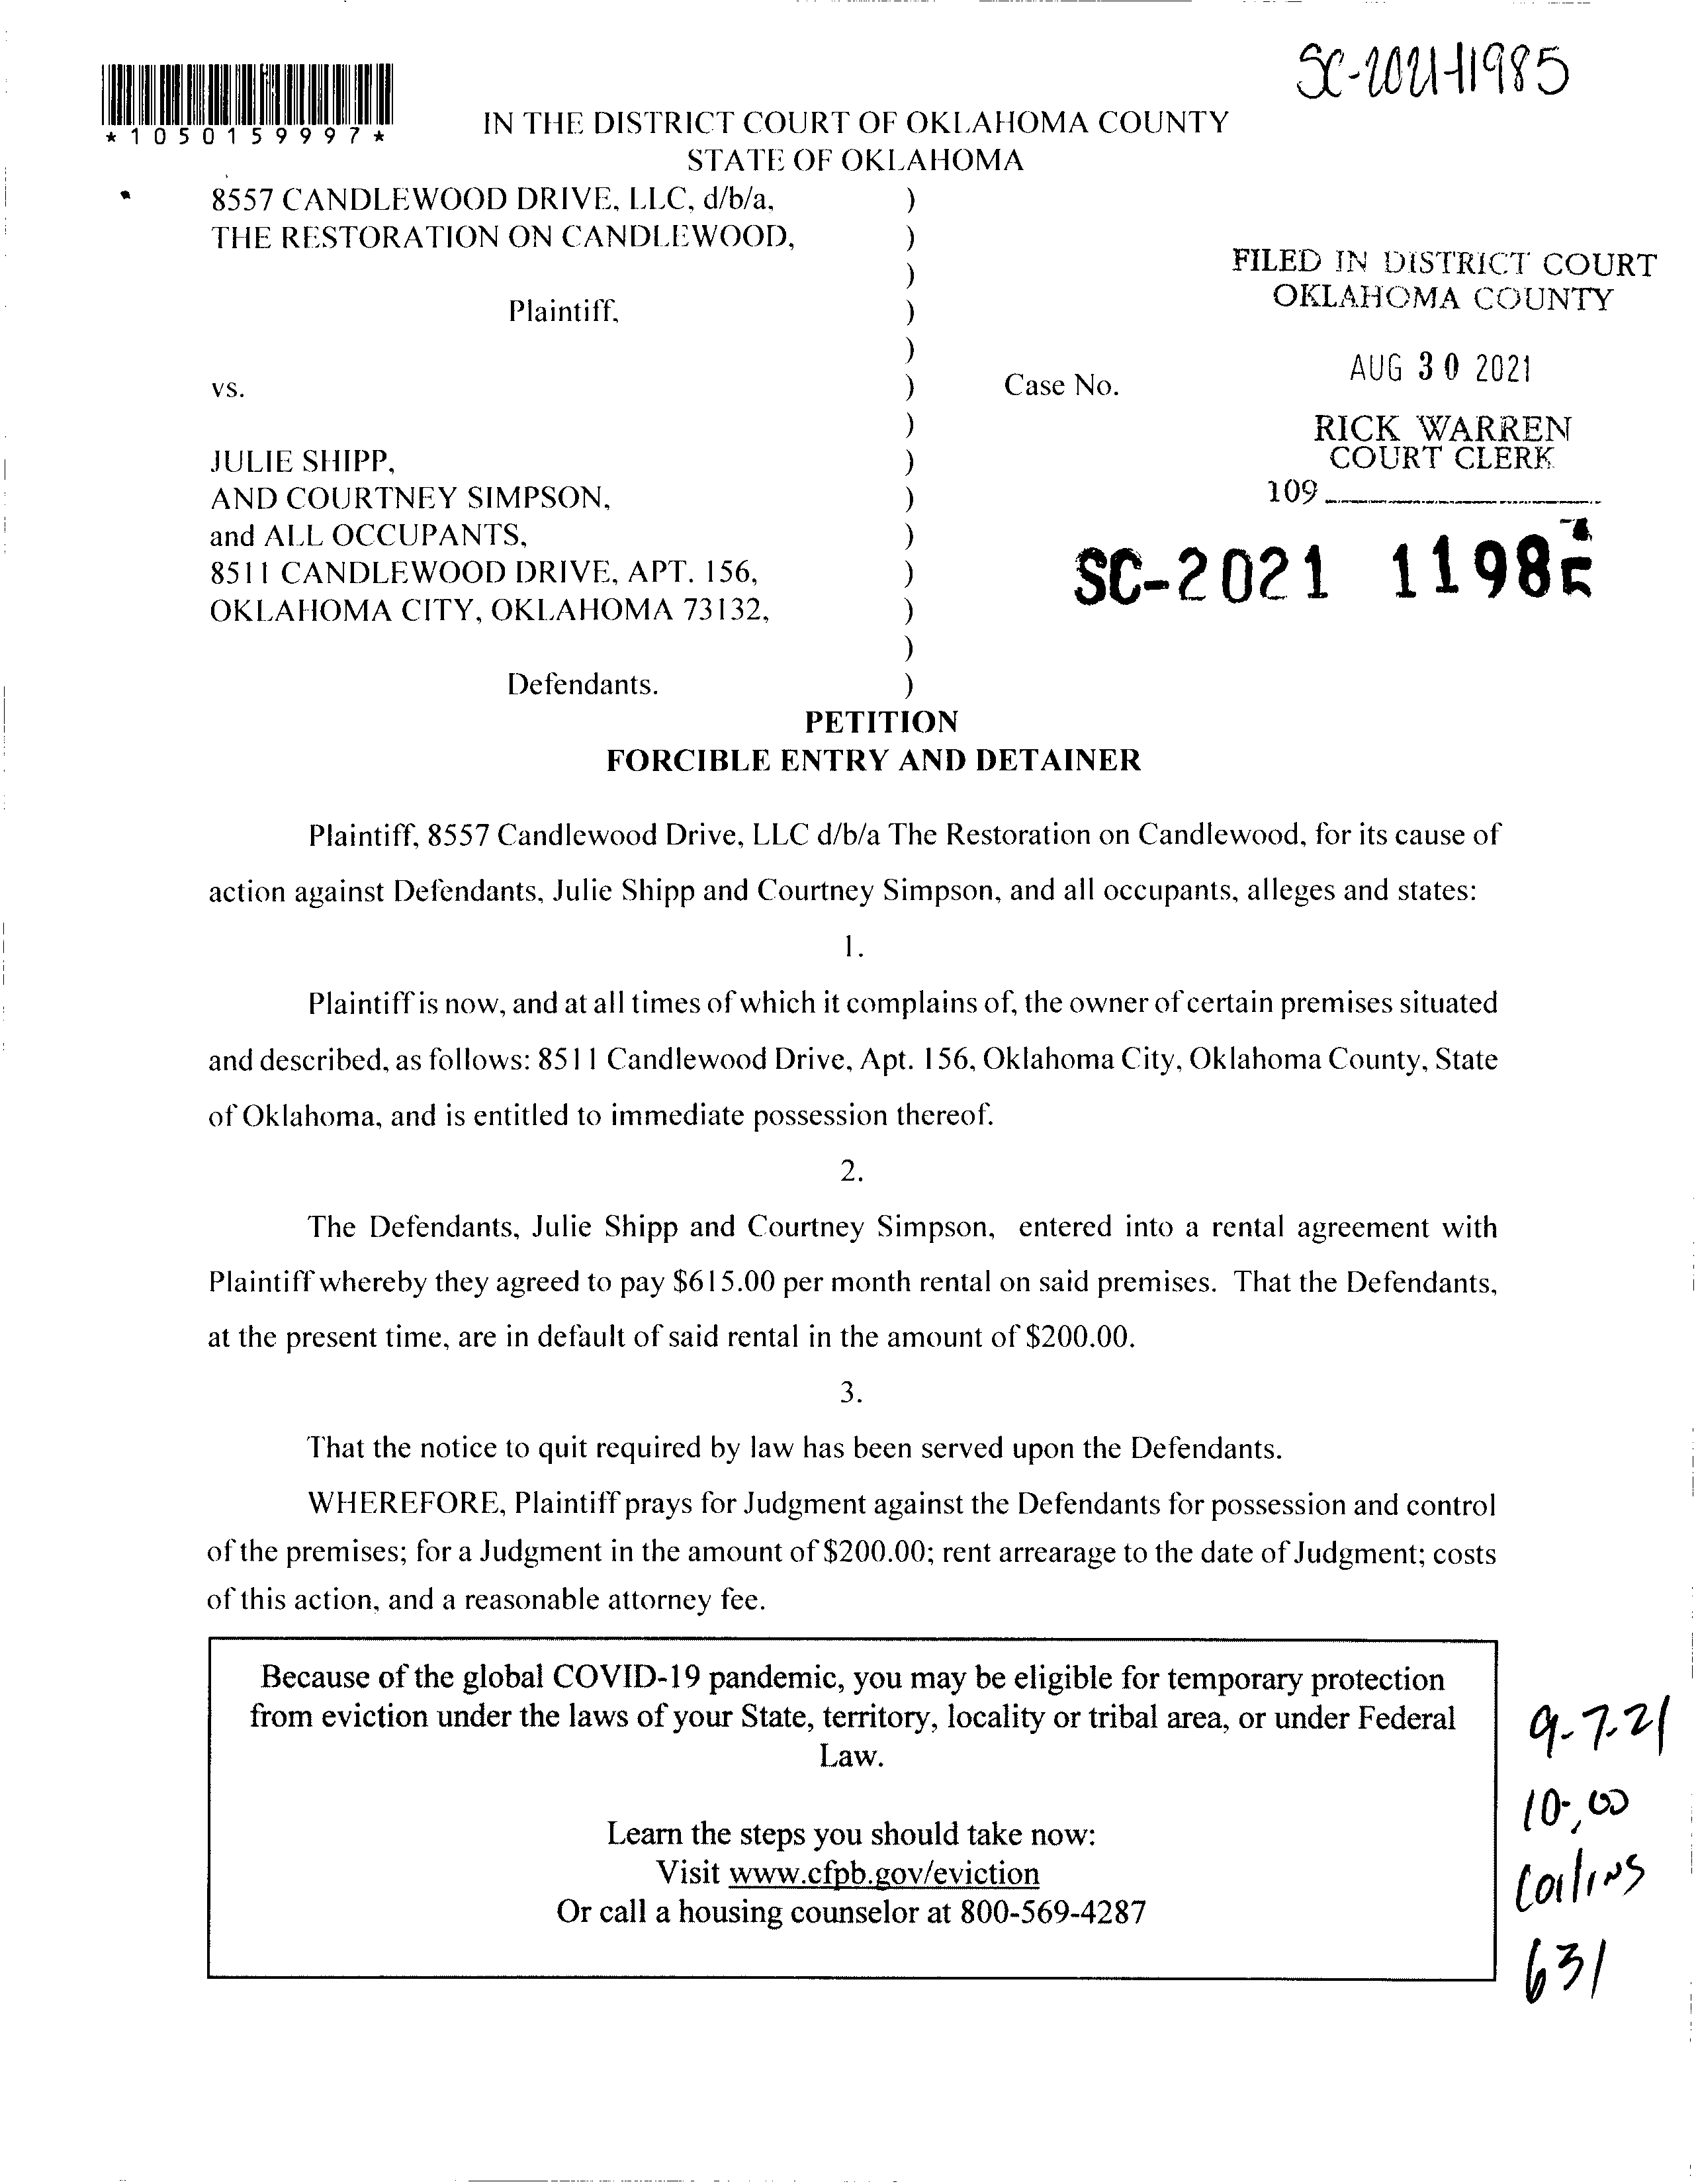 SC-2021-11985
*1050159997*
IN THE DISTRICT COURT OF OKLAHOMA COUNTY
STATE OF OKLAHOMA
8557 CANDLEWOOD DRIVE, LLC, d/b/a, )
THE RESTORATION ON CANDLEWOOD, )
)
Plaintiff, )
)
vs. ) Case No.
)
JULIE SHIPP, )
AND COURTNEY SIMPSON, )
and ALL OCCUPANTS, )
8511 CANDLEWOOD DRIVE, APT. 156, )
OKLAHOMA CITY, OKLAHOMA 73132, )
)
Defendants. )
FILED IN DISTRICT COURT
OKLAHOMA COUNTY
AUG 30 2021
RICK WARREN
COURT CLERK
109
SC-2021 1198
PETITION
FORCIBLE ENTRY AND DETAINER
Plaintiff, 8557 Candlewood Drive, LLC d/b/a The Restoration on Candlewood, for its cause of
action against Defendants, Julie Shipp and Courtney Simpson, and all occupants, alleges and states:
1.
Plaintiff is now, and at all times of which it complains of, the owner of certain premises situated
and described, as follows: 8511 Candlewood Drive, Apt. 156, Oklahoma City, Oklahoma County, State
of Oklahoma, and is entitled to immediate possession thereof.
2.
The Defendants, Julie Shipp and Courtney Simpson, entered into a rental agreement with
Plaintiff whereby they agreed to pay $615.00 per month rental on said premises. That the Defendants,
at the present time, are in default of said rental in the amount of $200.00.
3.
That the notice to quit required by law has been served upon the Defendants.
WHEREFORE, Plaintiff prays for Judgment against the Defendants for possession and control
of the premises; for a Judgment in the amount of $200.00; rent arrearage to the date of Judgment; costs
of this action, and a reasonable attorney fee.
Because of the global COVID-19 pandemic, you may be eligible for temporary protection
from eviction under the laws of your State, territory, locality or tribal area, or under Federal
Law.
Learn the steps you should take now:
Visit www.cfpb.gov/eviction
Or call a housing counselor at 800-569-4287
9-7-21
10:00
Collins
631